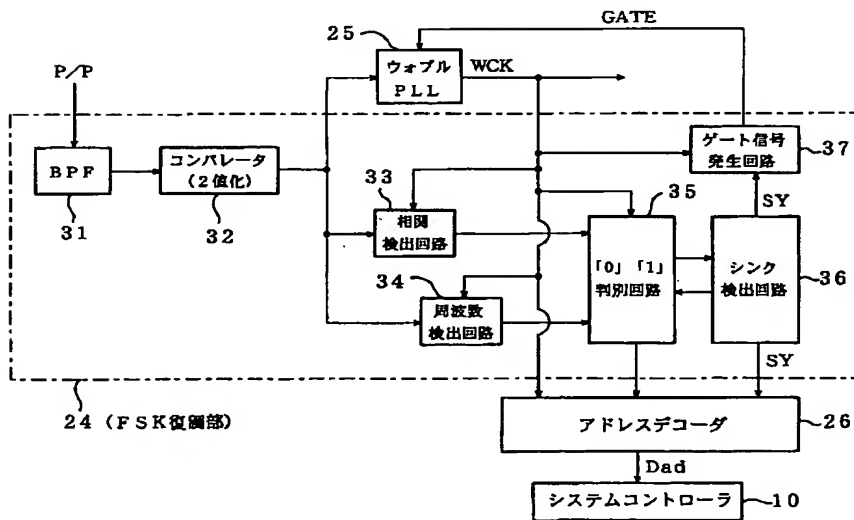 GATE
25
P/P
ウォブル
PLL
WCK
BPF
31
コンパレータ
(2値化)
32
33
相関
検出回路
34
周波数
検出回路
35
「0」「1」
判別回路
ゲート信号
発生回路
37
SY
シンク
検出回路
36
SY
24 (FSK復調部)
アドレスデコーダ
26
Dad
システムコントローラ
10